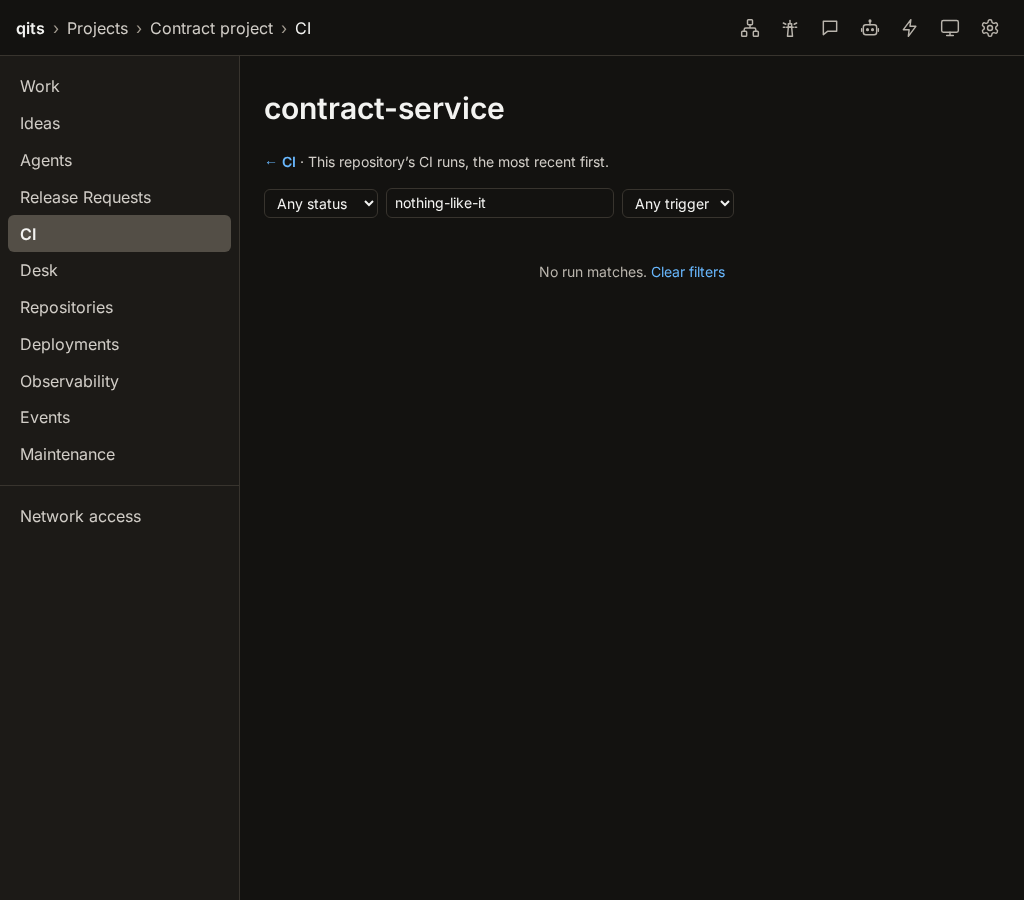 qits › Projects › Contract project › CI
Work
Ideas
Agents
Release Requests
CI
Desk
Repositories
Deployments
Observability
Events
Maintenance
Network access
contract-service
← CI · This repository’s CI runs, the most recent first.
Any status nothing-like-it Any trigger
No run matches. Clear filters